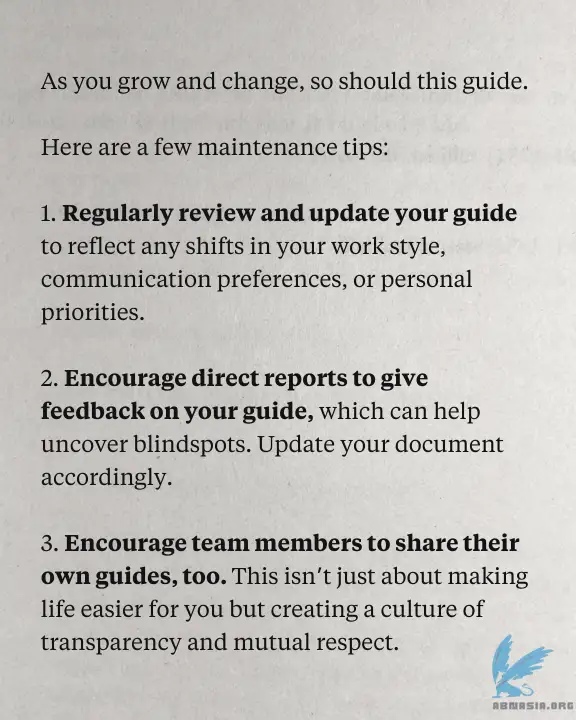 As you grow and change, so should this guide.
Here are a few maintenance tips:
1. Regularly review and update your guide
to reflect any shifts in your work style,
communication preferences, or personal
priorities.
2. Encourage direct reports to give
feedback on your guide, which can help
uncover blindspots. Update your document
accordingly.
3. Encourage team members to share their
own guides, too. This isn't just about making
life easier for you but creating a culture of
transparency and mutual respect.
ABMASIA.ORG